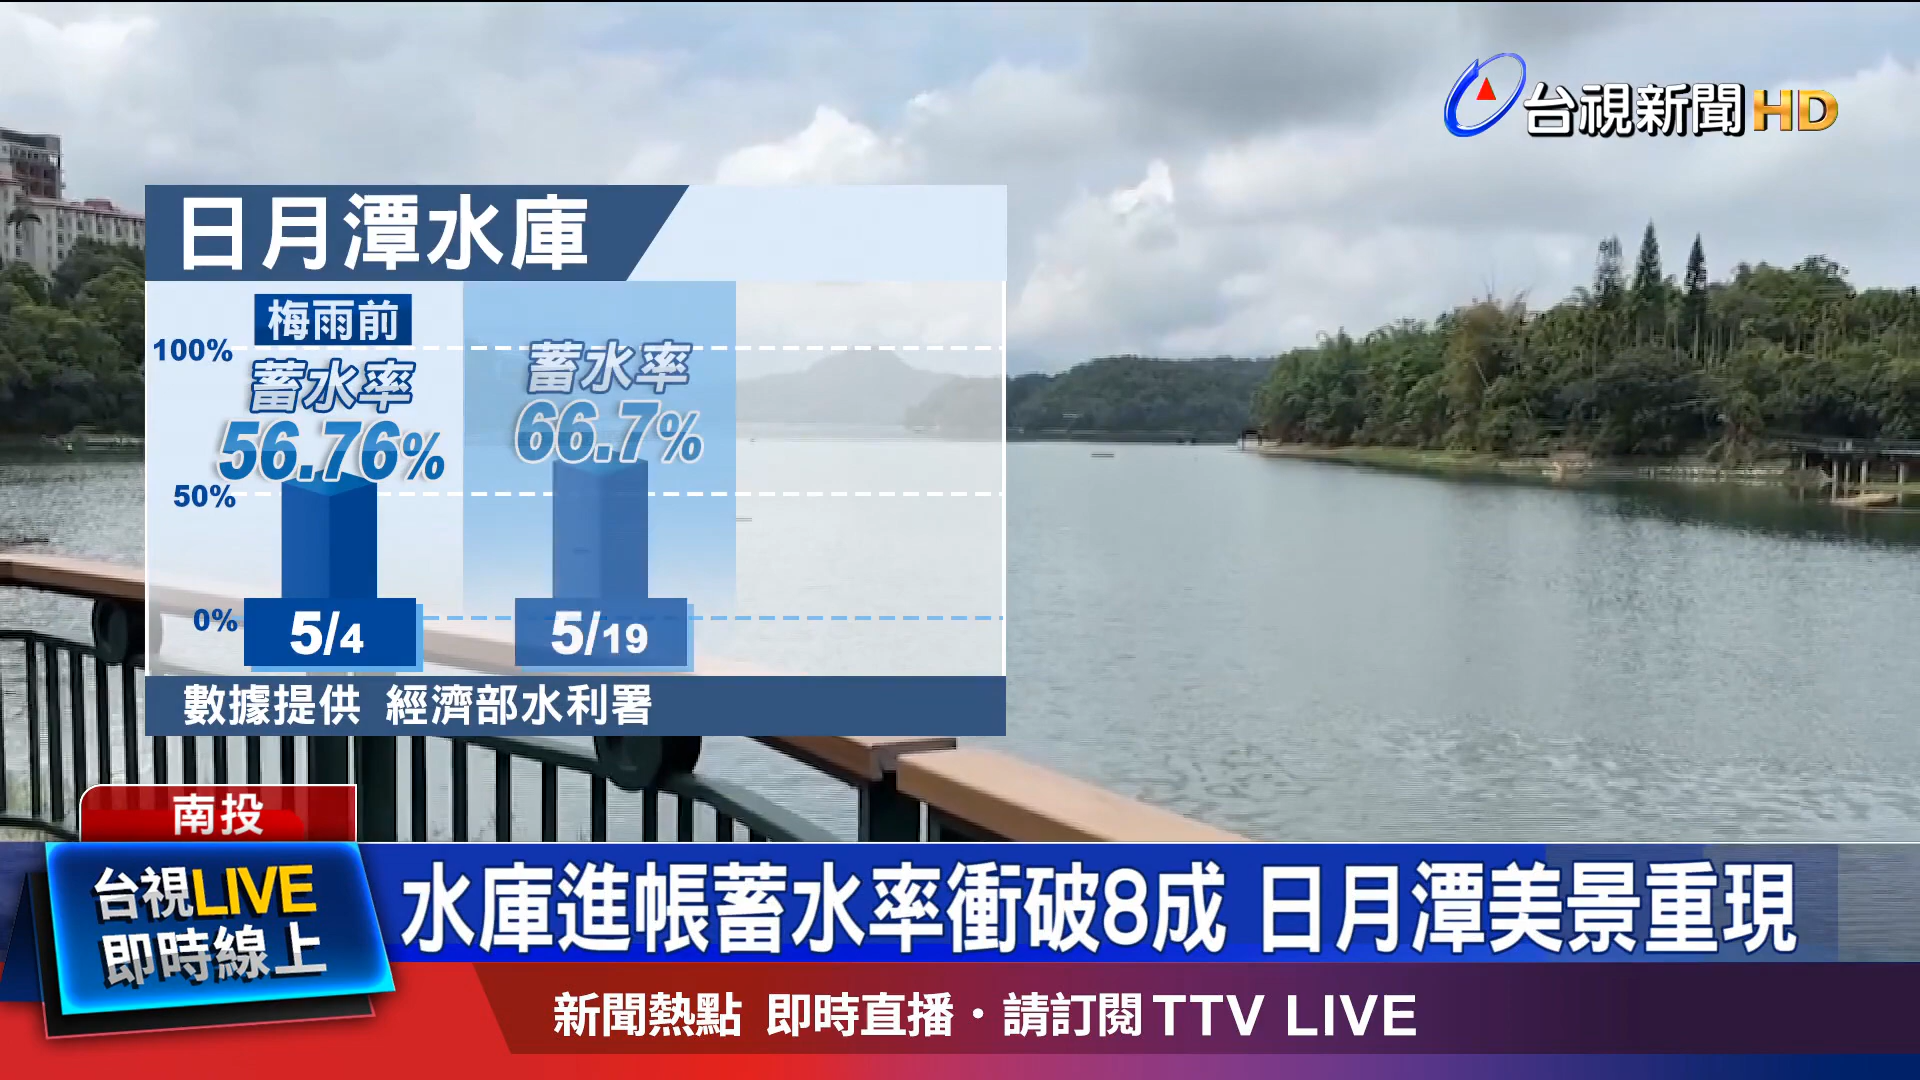 台視新聞HD
日月潭水庫
梅雨前
100%
蓄水率
56.76%
蓄水率
66.7%
50%
0%
5/4
5/19
數據提供 經濟部水利署
南投
台視LIVE
即時線上
水庫進帳蓄水率衝破8成 日月潭美景重現
新聞熱點 即時直播・請訂閱TTV LIVE